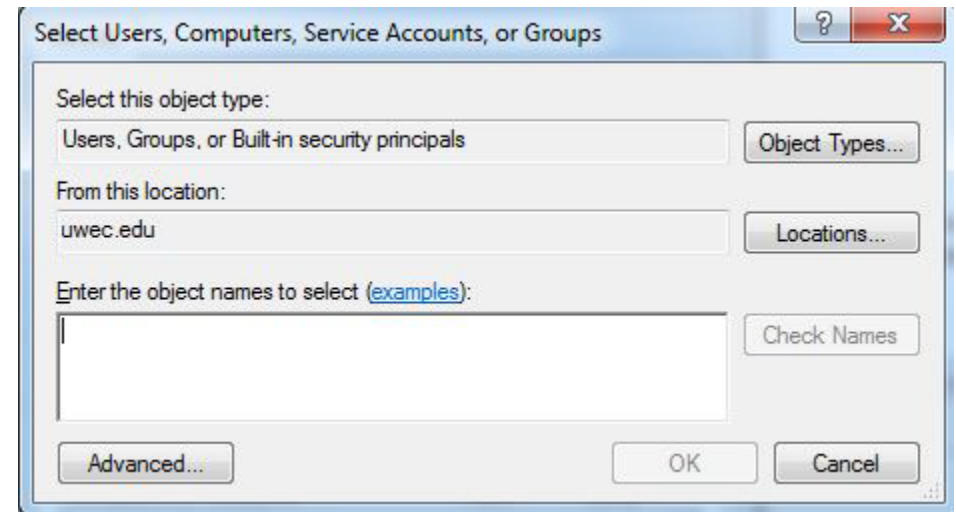 Select Users, Computers, Service Accounts, or Groups
Select this object type:
Users, Groups, or Built-in security principals
Object Types...
From this location:
uwec.edu
Locations...
Enter the object names to select (examples):
Check Names
Advanced...
OK
Cancel